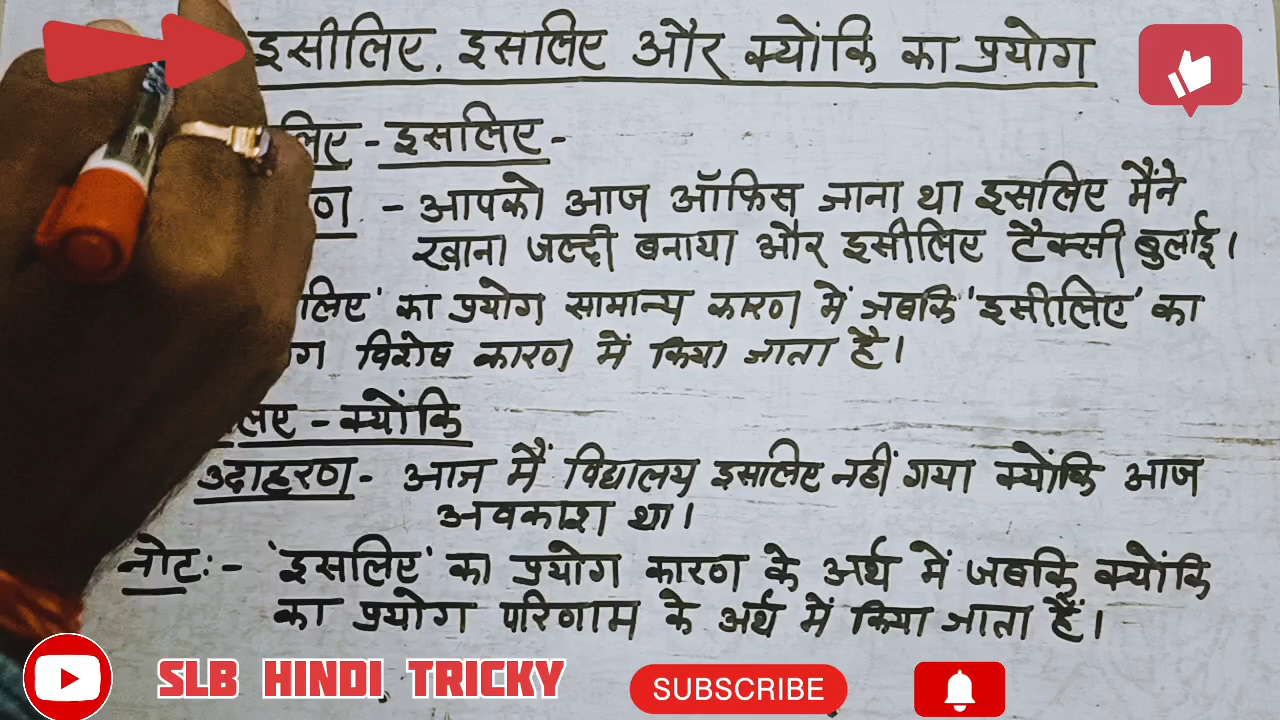 इसीलिए, इसलिए और क्योंकि का प्रयोग
लिए - इसलिए -
ण - आपको आज ऑफिस जाना था इसलिए मैंने
खाना जल्दी बनाया और इसीलिए टैक्सी बुलाई।
लिए' का प्रयोग सामान्य कारण में जबकि 'इसीलिए' का
ग विशेष कारण में किया जाता है।
लिए - क्योंकि
उदाहरण - आज मैं विद्यालय इसलिए नहीं गया क्योंकि आज
अवकाश था।
नोट :- 'इसलिए' का प्रयोग कारण के अर्थ में जबकि क्योंकि
का प्रयोग परिणाम के अर्थ में किया जाता हैं।
SLB HINDI TRICKY
SUBSCRIBE